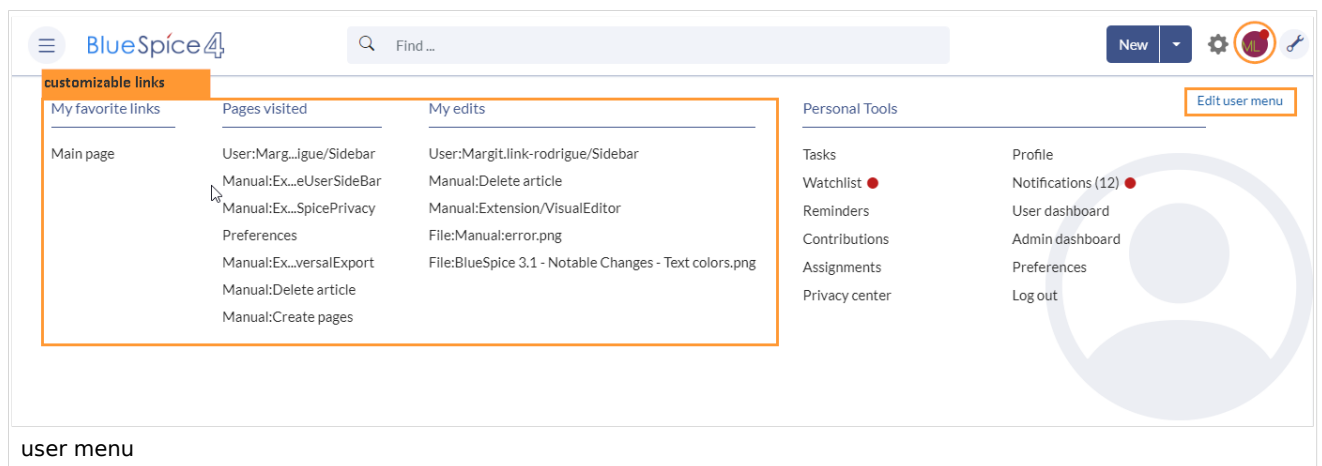 BlueSpice 4
Find ...
New
ML
customizable links
Edit user menu
My favorite links
Main page
Pages visited
User:Marg...igue/Sidebar
Manual:Ex...eUserSideBar
Manual:Ex...SpicePrivacy
Preferences
Manual:Ex...versalExport
Manual:Delete article
Manual:Create pages
My edits
User:Margit.link-rodrigue/Sidebar
Manual:Delete article
Manual:Extension/VisualEditor
File:Manual:error.png
File:BlueSpice 3.1 - Notable Changes - Text colors.png
Personal Tools
Tasks
Watchlist
Reminders
Contributions
Assignments
Privacy center
Profile
Notifications (12)
User dashboard
Admin dashboard
Preferences
Log out
user menu